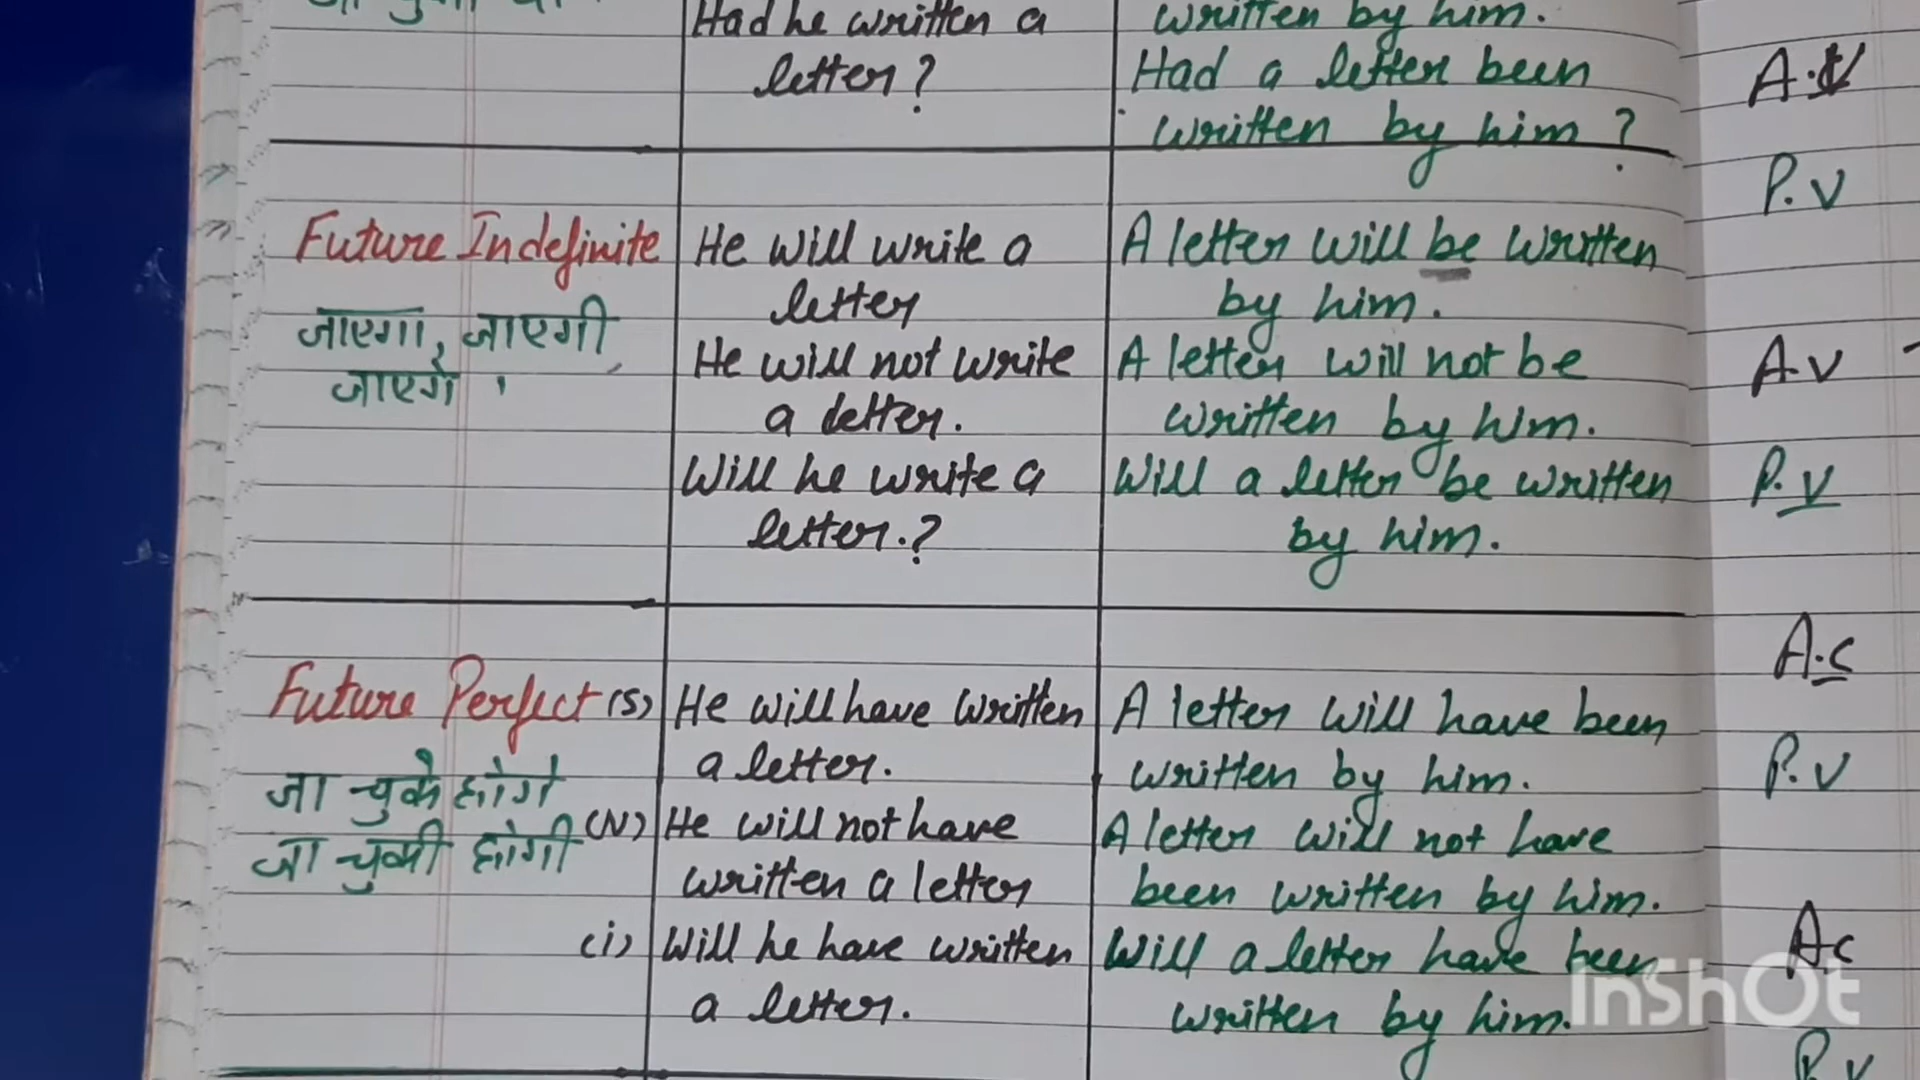 Had he written a
letter?
written by him.
Had a letter been
written by him?
Future Indefinite
जाएगा, जाएगी,
जाएगे,
He will write a
letter
He will not write
a letter.
Will he write a
letter.?
A letter will be written
by him.
A letter will not be
written by him.
Will a letter be written
by him.
Future Perfect (S)
जा चुके होगे
जा चुकी होगी (N)
(i)
He will have written
a letter.
He will not have
written a letter
Will he have written
a letter.
A letter will have been
written by him.
A letter will not have
been written by him.
Will a letter have been
written by him.
P.V
A.V
P.V
A.c
P.V
A.c
P.V
InShOt